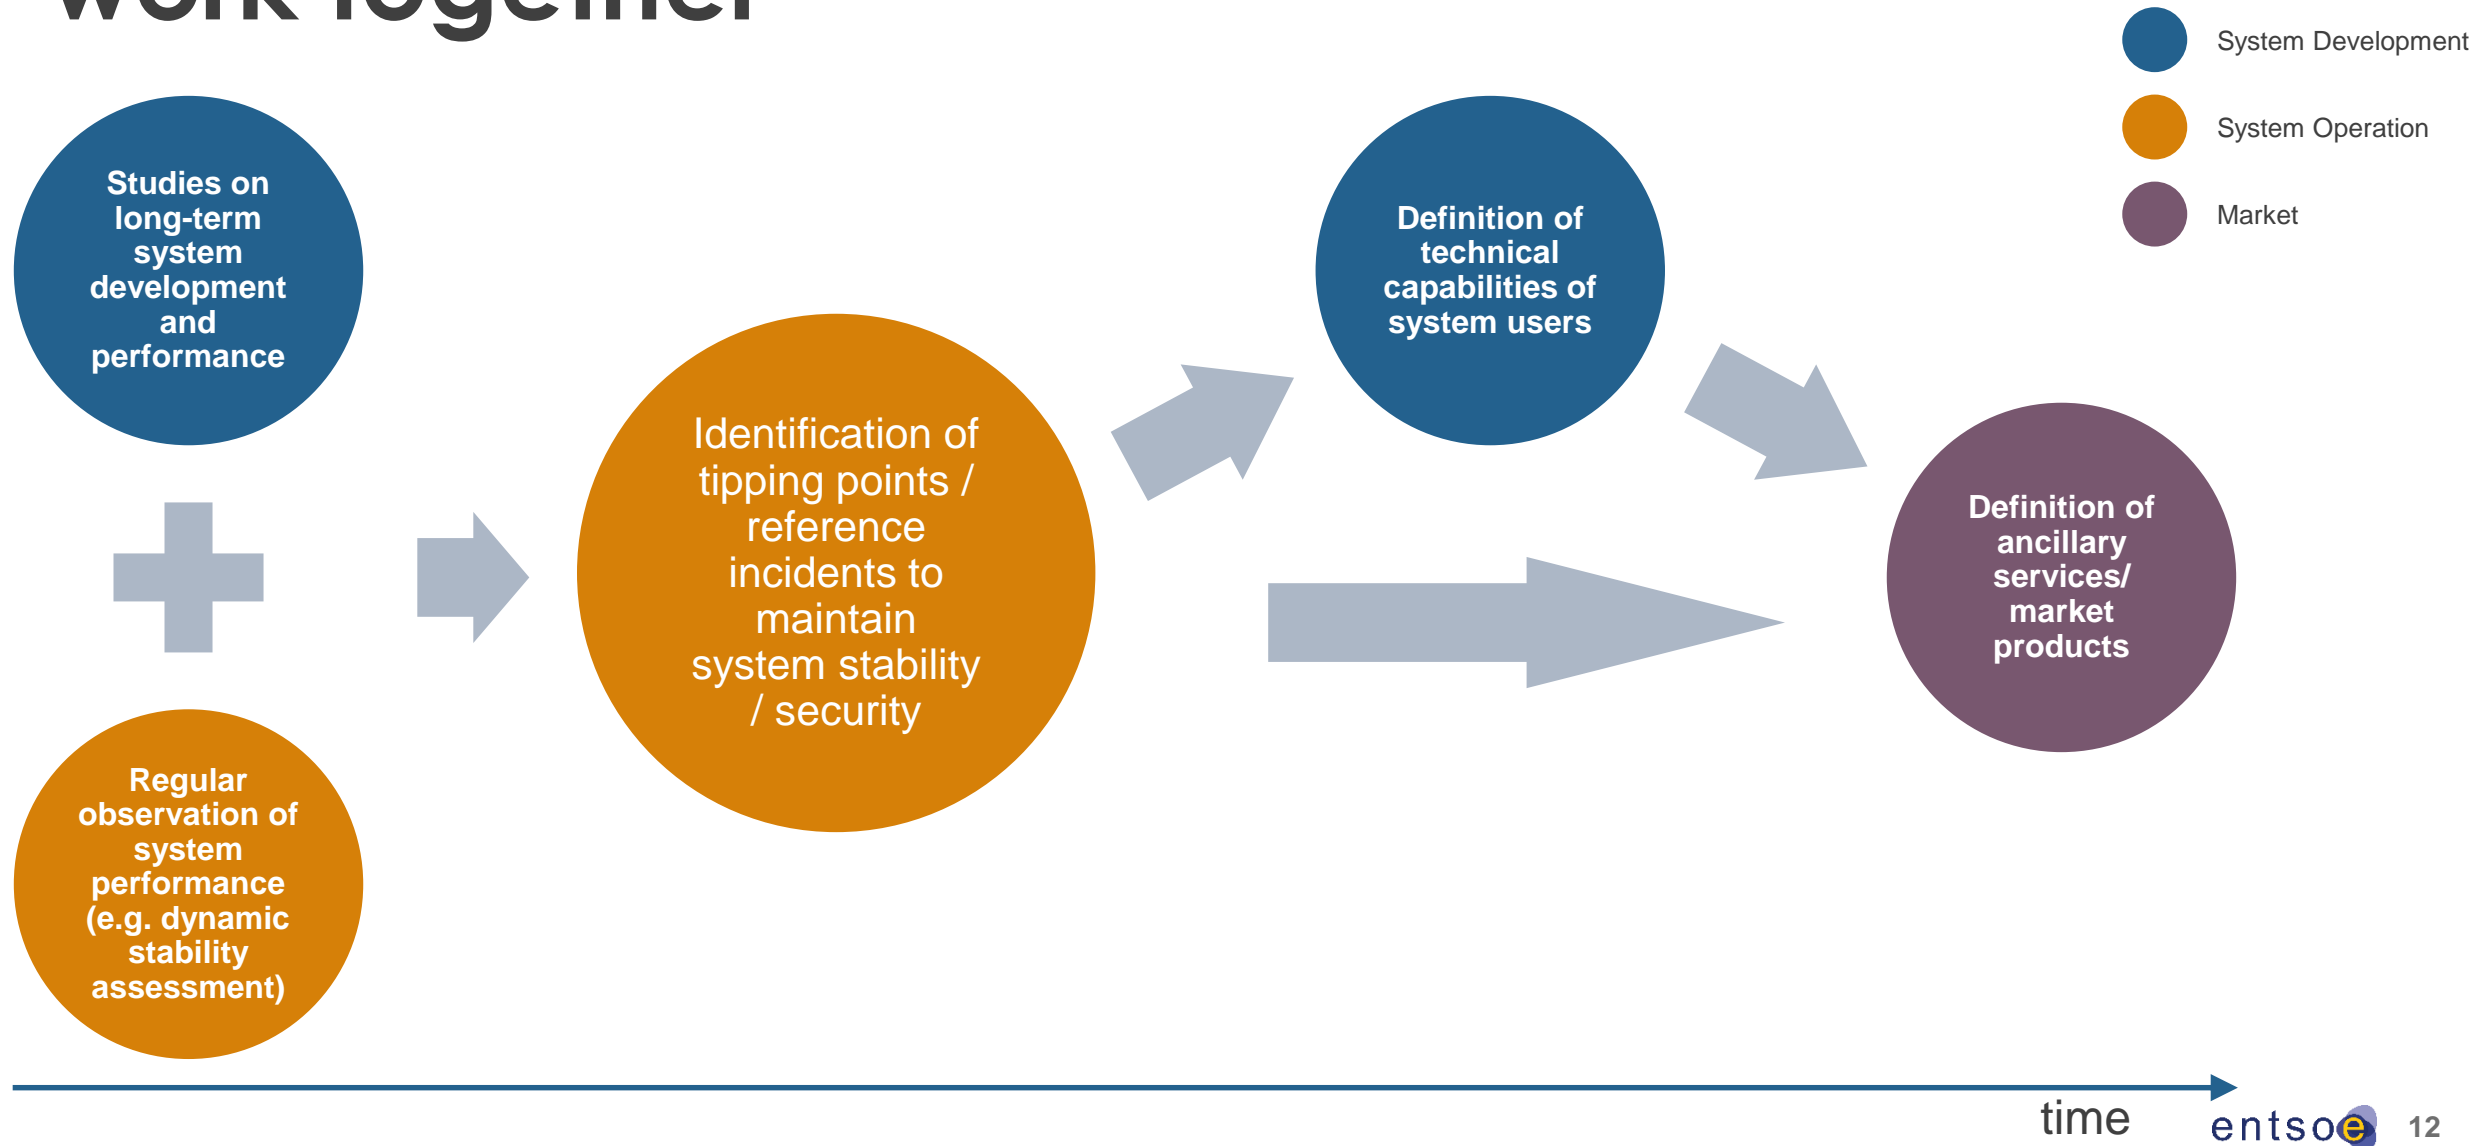 work together
System Development
System Operation
Market
Studies on
long-term
system
development
and
performance
Regular
observation of
system
performance
(e.g. dynamic
stability
assessment)
Identification of
tipping points /
reference
incidents to
maintain
system stability
/ security
Definition of
technical
capabilities of
system users
Definition of
ancillary
services/
market
products
time
entsoe
12